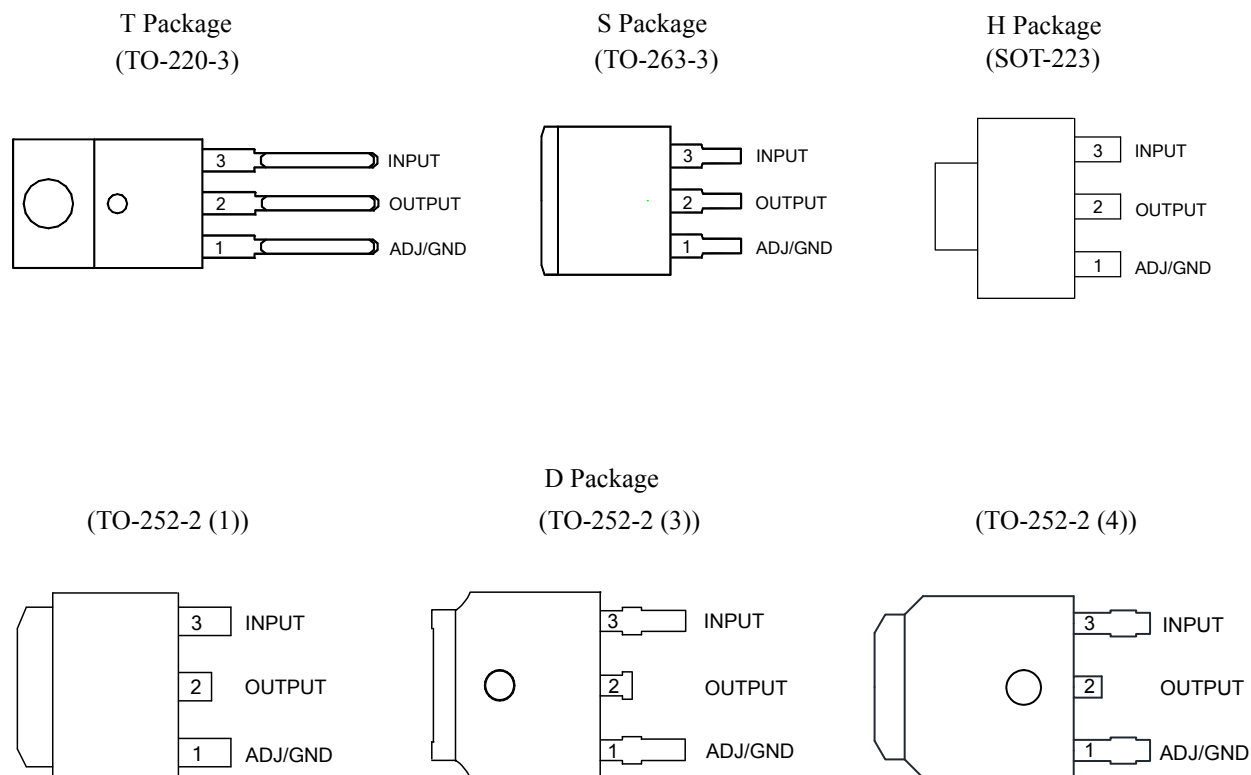 T Package
(TO-220-3)
3 INPUT
2 OUTPUT
1 ADJ/GND
S Package
(TO-263-3)
3 INPUT
2 OUTPUT
1 ADJ/GND
H Package
(SOT-223)
3 INPUT
2 OUTPUT
1 ADJ/GND
D Package
(TO-252-2 (1))
3 INPUT
2 OUTPUT
1 ADJ/GND
(TO-252-2 (3))
3 INPUT
2 OUTPUT
1 ADJ/GND
(TO-252-2 (4))
3 INPUT
2 OUTPUT
1 ADJ/GND